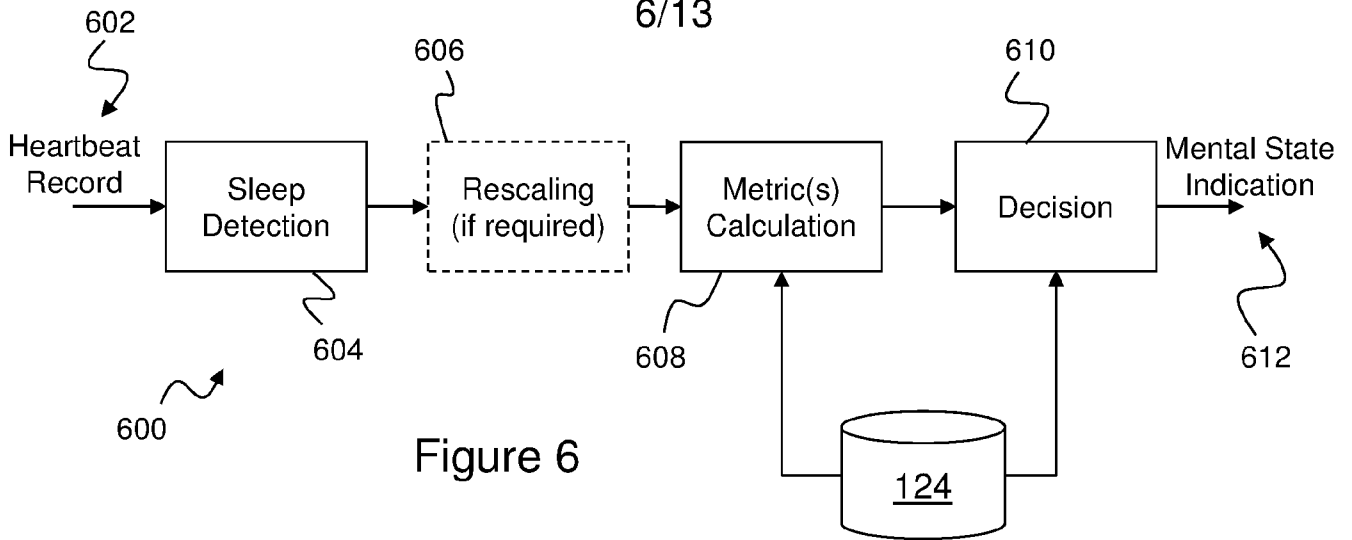 6/13
602
606
610
Heartbeat
Record
Sleep
Detection
Rescaling
(if required)
Metric(s)
Calculation
Decision
Mental State
Indication
604
608
612
600
Figure 6
124